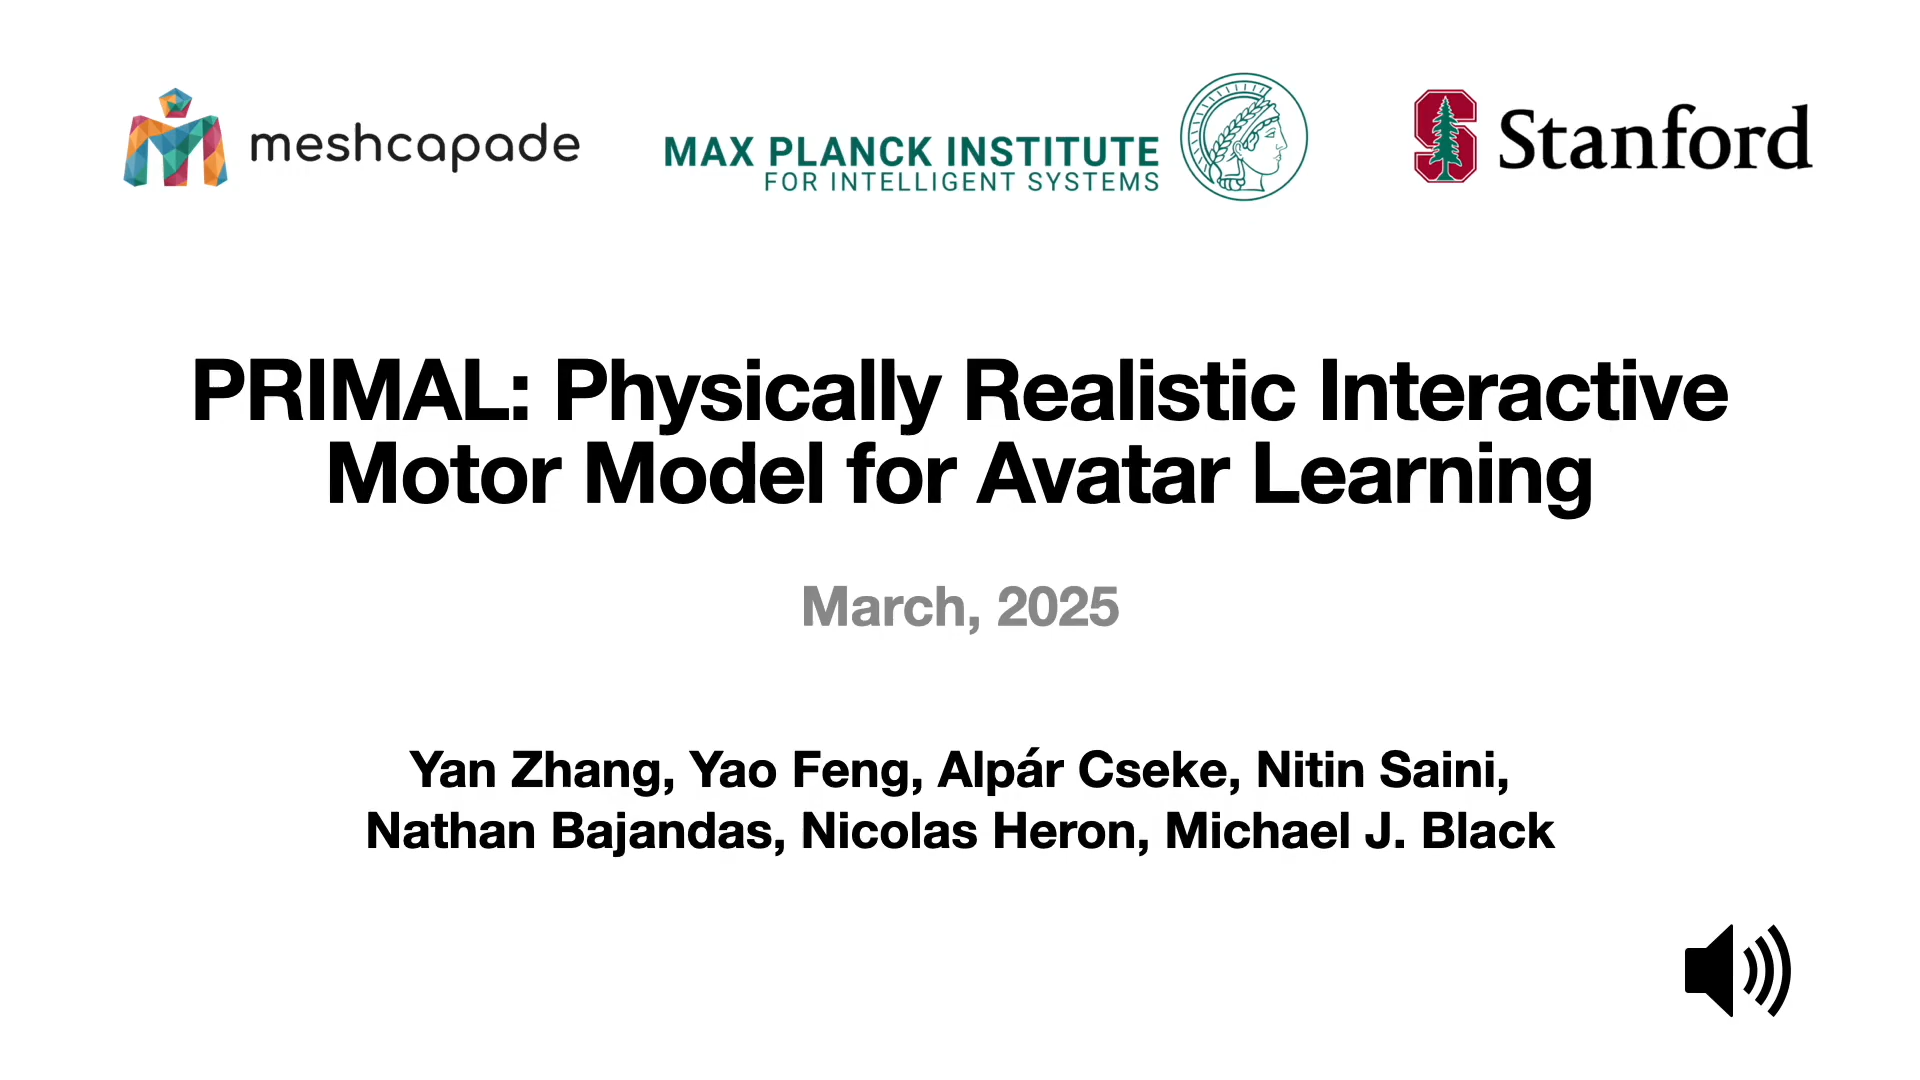 meshcapade
MAX PLANCK INSTITUTE
FOR INTELLIGENT SYSTEMS
Stanford
PRIMAL: Physically Realistic Interactive
Motor Model for Avatar Learning
March, 2025
Yan Zhang, Yao Feng, Alpár Cseke, Nitin Saini,
Nathan Bajandas, Nicolas Heron, Michael J. Black